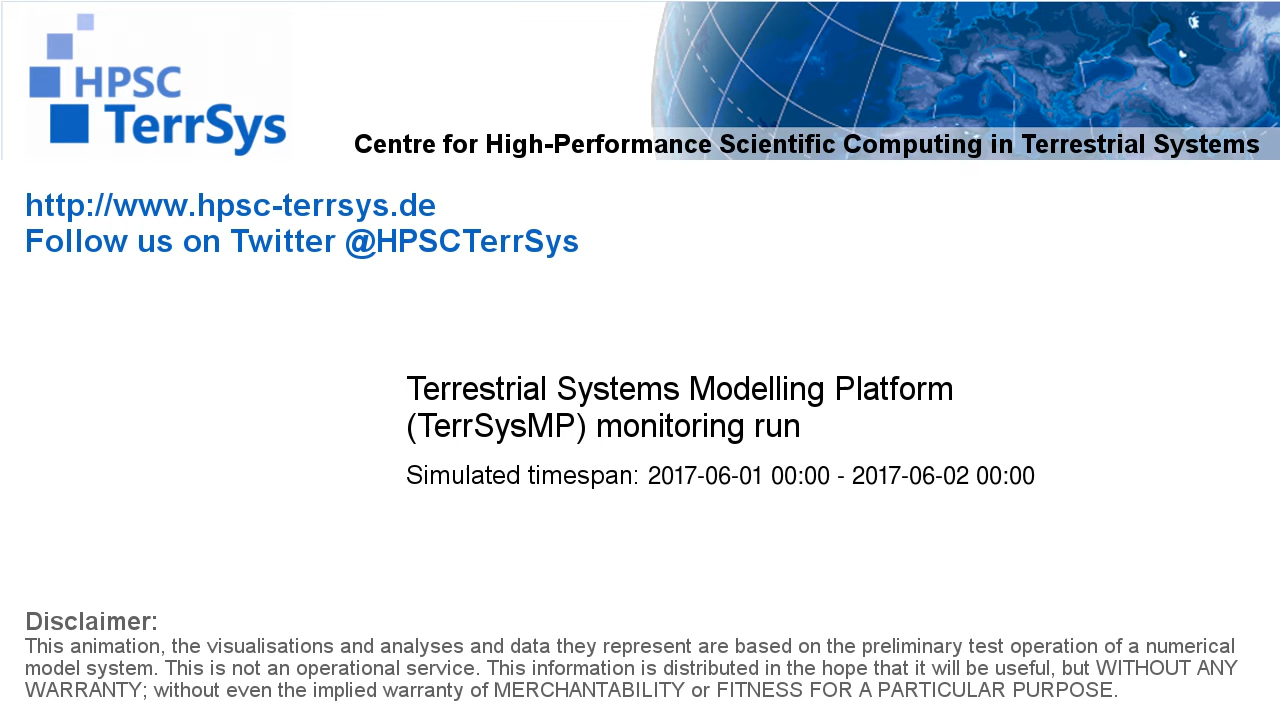 HPSC
TerrSys
Centre for High-Performance Scientific Computing in Terrestrial Systems
http://www.hpsc-terrsys.de
Follow us on Twitter @HPSCTerrSys
Terrestrial Systems Modelling Platform
(TerrSysMP) monitoring run
Simulated timespan: 2017-06-01 00:00 - 2017-06-02 00:00
Disclaimer:
This animation, the visualisations and analyses and data they represent are based on the preliminary test operation of a numerical
model system. This is not an operational service. This information is distributed in the hope that it will be useful, but WITHOUT ANY
WARRANTY; without even the implied warranty of MERCHANTABILITY or FITNESS FOR A PARTICULAR PURPOSE.